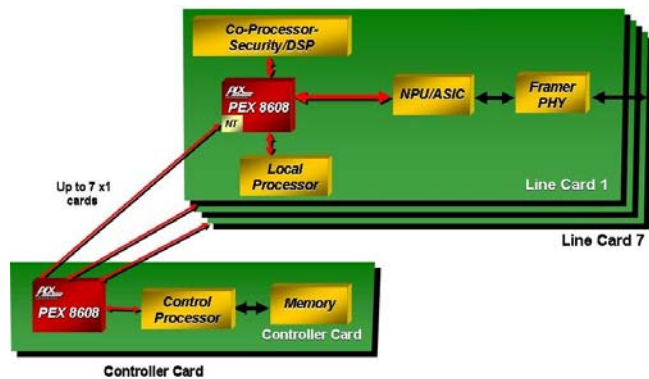 Co-Processor-
Security/DSP
PLX
PEX 8608
NT
NPU/ASIC
Framer
PHY
Local
Processor
Line Card 1
Up to 7 x1
cards
Line Card 7
PLX
PEX 8608
Control
Processor
Memory
Controller Card
Controller Card